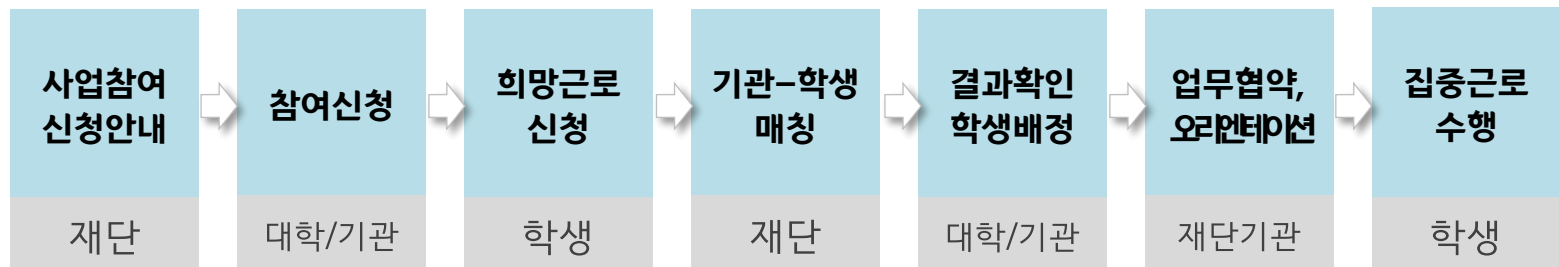 사업참여
신청안내
재단
참여신청
대학/기관
희망근로
신청
학생
기관-학생
매칭
재단
결과확인
학생배정
대학/기관
업무협약,
오리엔테이션
재단기관
집중근로
수행
학생